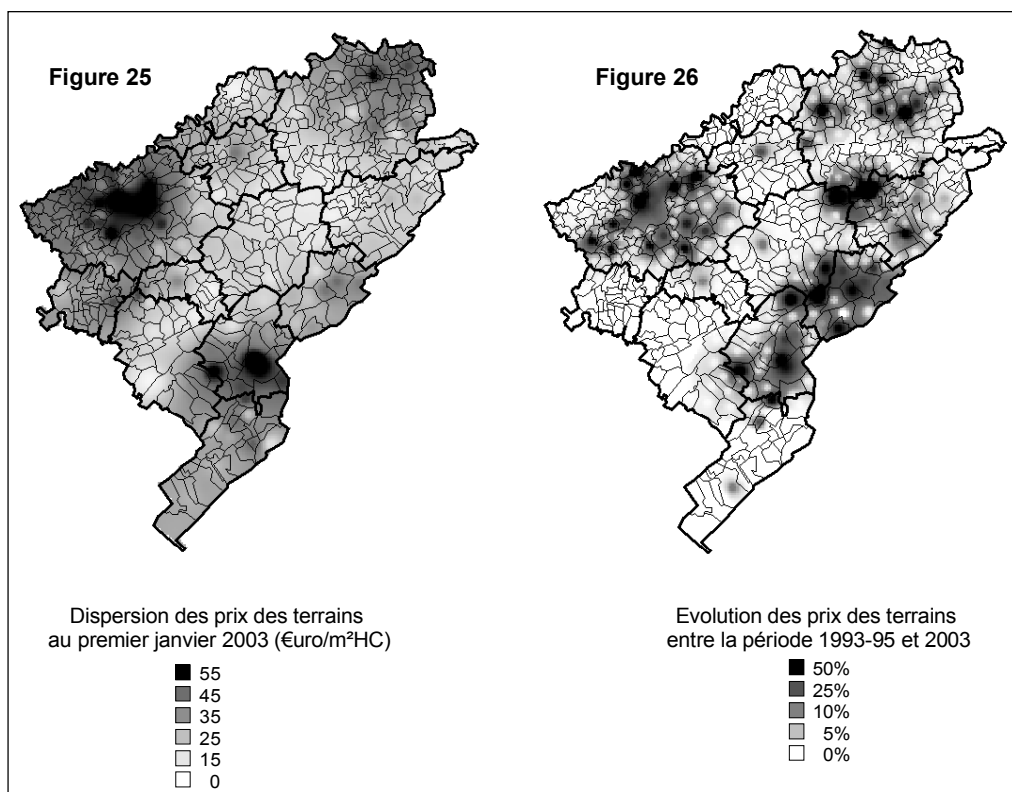 Figure 25
Figure 26
Dispersion des prix des terrains
au premier janvier 2003 (€uro/m²HC)
55
45
35
25
15
0
Evolution des prix des terrains
entre la période 1993-95 et 2003
50%
25%
10%
5%
0%